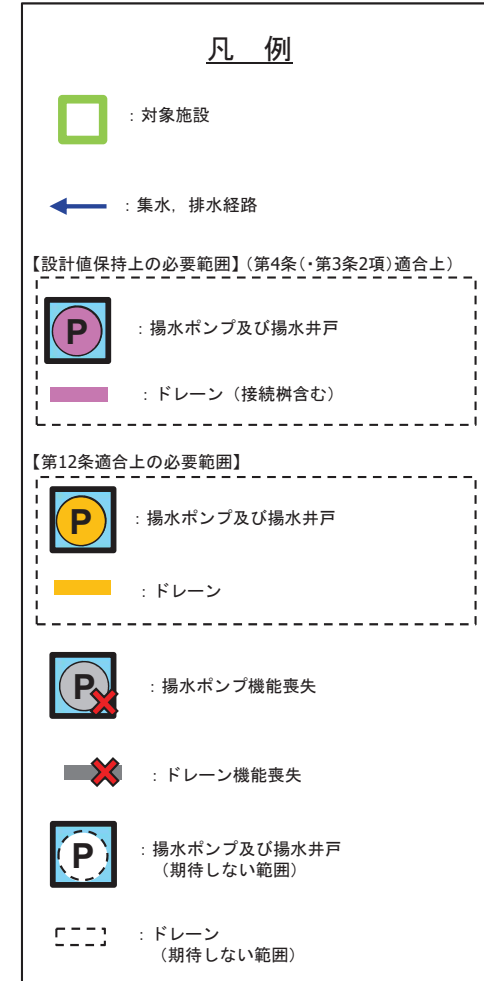 凡　例
：対象施設
：集水，排水経路
【設計値保持上の必要範囲】（第4条(・第3条2項)適合上）
P ：揚水ポンプ及び揚水井戸
：ドレーン（接続桝含む）
【第12条適合上の必要範囲】
P ：揚水ポンプ及び揚水井戸
：ドレーン
P ：揚水ポンプ機能喪失
：ドレーン機能喪失
P ：揚水ポンプ及び揚水井戸
（期待しない範囲）
：ドレーン
（期待しない範囲）